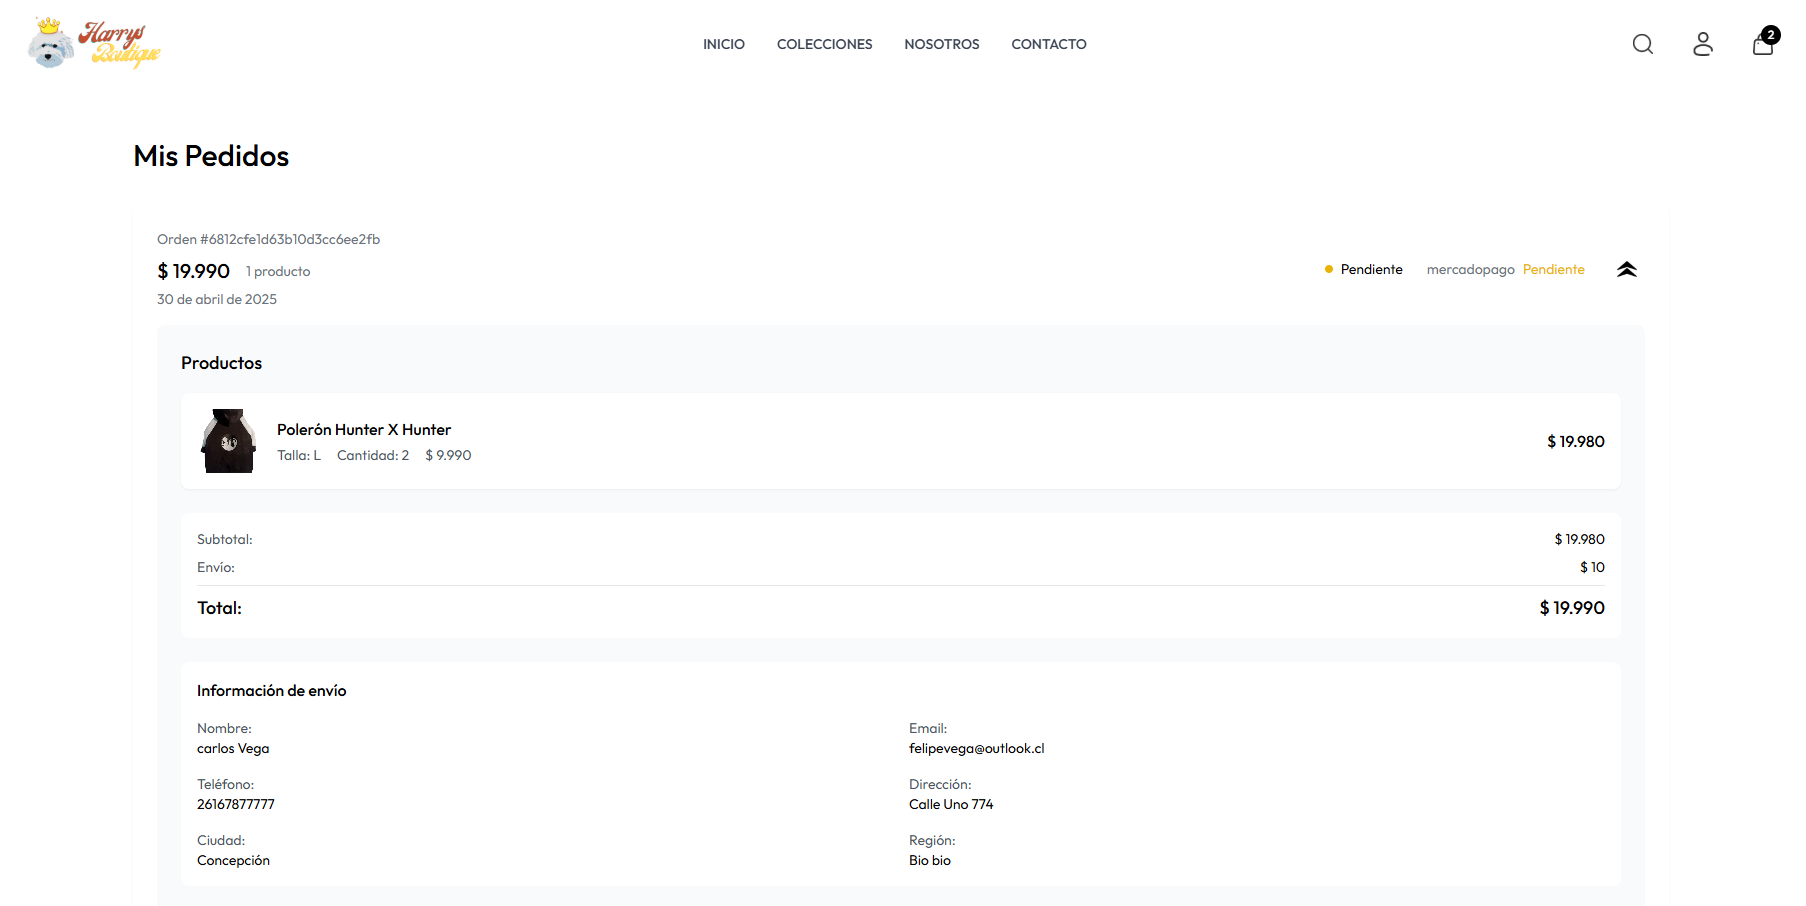 Harrys
Boutique
INICIO COLECCIONES NOSOTROS CONTACTO
2
Mis Pedidos
Orden #6812cfe1d63b10d3cc6ee2fb
$ 19.990 1 producto
Pendiente mercadopago Pendiente
30 de abril de 2025
Productos
Polerón Hunter X Hunter
Talla: L Cantidad: 2 $ 9.990
$ 19.980
Subtotal: $ 19.980
Envío: $ 10
Total: $ 19.990
Información de envío
Nombre:
carlos Vega
Email:
felipevega@outlook.cl
Teléfono:
26167877777
Dirección:
Calle Uno 774
Ciudad:
Concepción
Región:
Bio bio